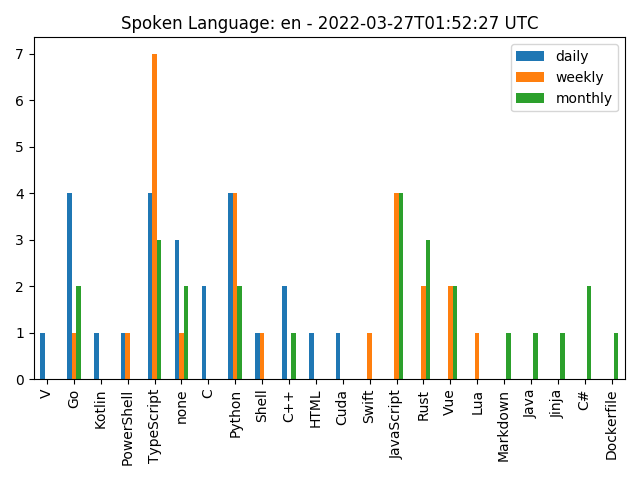 Spoken Language: en - 2022-03-27T01:52:27 UTC
daily
weekly
monthly
7
6
5
4
3
2
1
0
V
Go
Kotlin
PowerShell
TypeScript
none
C
Python
Shell
C++
HTML
Cuda
Swift
JavaScript
Rust
Vue
Lua
Markdown
Java
Jinja
C#
Dockerfile